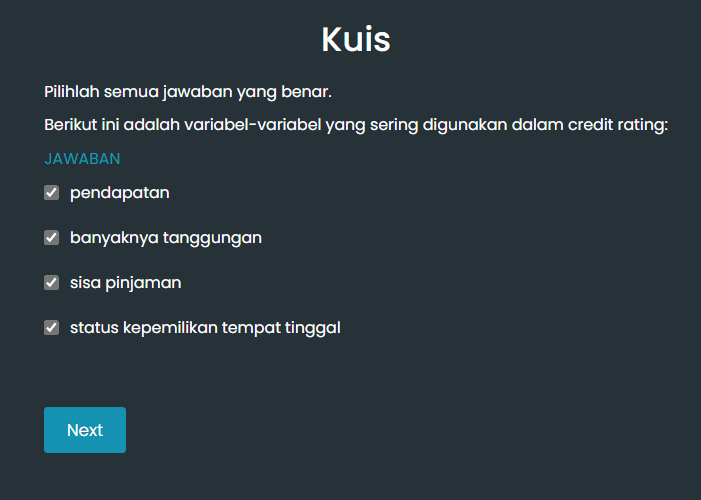 Kuis
Pilihlah semua jawaban yang benar.
Berikut ini adalah variabel-variabel yang sering digunakan dalam credit rating:
JAWABAN
pendapatan
banyaknya tanggungan
sisa pinjaman
status kepemilikan tempat tinggal
Next